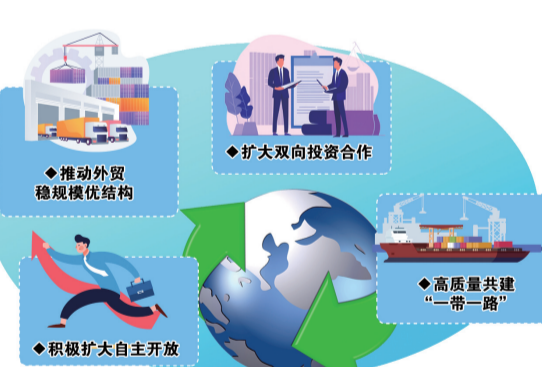 ◆推动外贸
稳规模优结构
◆扩大双向投资合作
◆高质量共建
“一带一路”
◆积极扩大自主开放